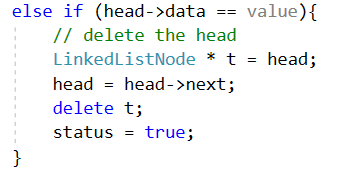 else if (head->data == value){
// delete the head
LinkedListNode * t = head;
head = head->next;
delete t;
status = true;
}